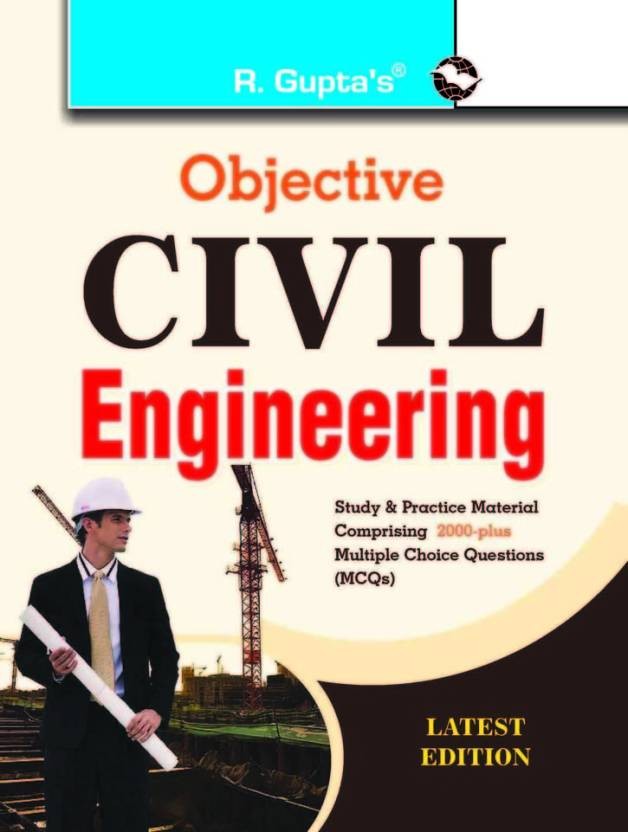 R. Gupta's®
Objective
CIVIL
Engineering
Study & Practice Material
Comprising 2000-plus
Multiple Choice Questions
(MCQs)
LATEST
EDITION